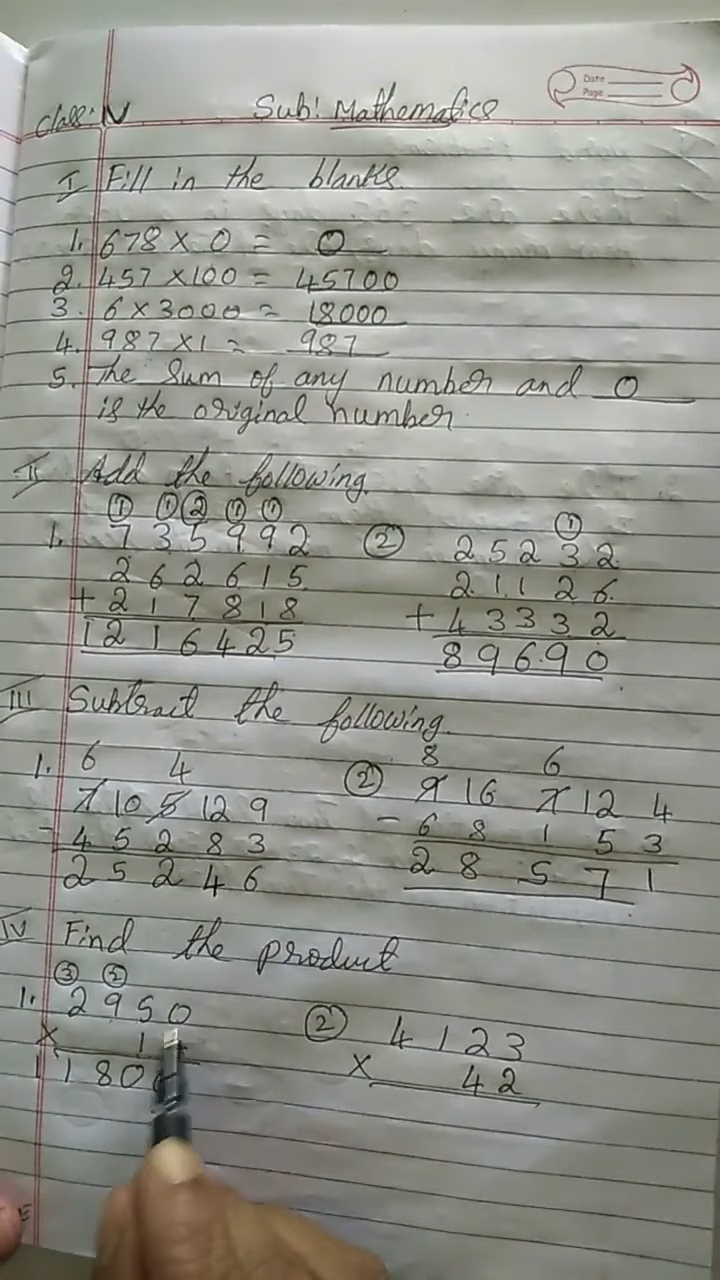 Date
Page
Class: IV Sub: Mathematics
I Fill in the blanks.
1. 678 × 0 = 0
2. 457 × 100 = 45700
3. 6 × 3000 = 18000
4. 987 × 1 = 987
5. The Sum of any number and 0
is the original number.
II Add the following.
① ① ② ① ①
1. 7 3 5 9 9 2
2 6 2 6 1 5
+ 2 1 7 8 1 8
1 2 1 6 4 2 5
①
② 2 5 2 3 2
2 1 1 2 6
+ 4 3 3 3 2
8 9 6 9 0
III Subtract the following.
6 4
1. 7 10 5 12 9
- 4 5 2 8 3
2 5 2 4 6
8 6
② 9 16 7 12 4
- 6 8 1 5 3
2 8 5 7 1
IV Find the product
③ ②
1. 2 9 5 0
× 1
1 1 8 0
② 4 1 2 3
× 4 2